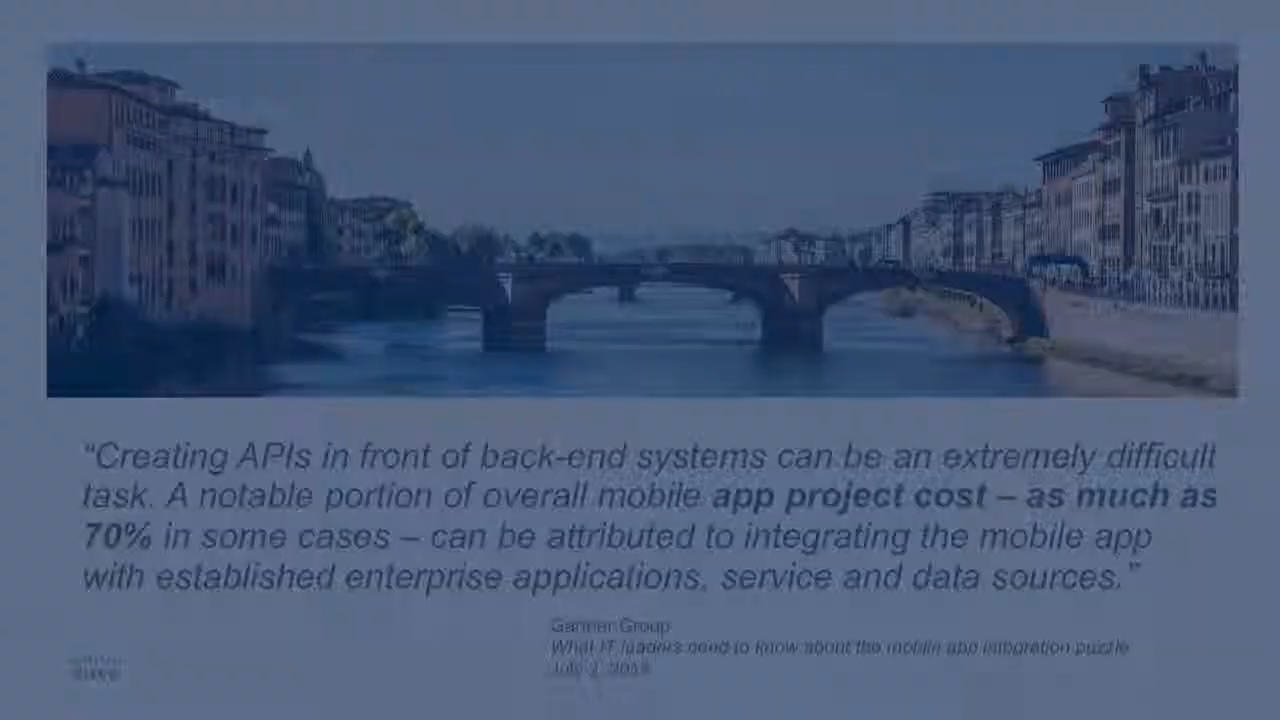 “Creating APIs in front of back-end systems can be an extremely difficult
task. A notable portion of overall mobile app project cost – as much as
70% in some cases – can be attributed to integrating the mobile app
with established enterprise applications, service and data sources.”
Gartner Group
What IT leaders need to know about the mobile app integration puzzle
July 2,